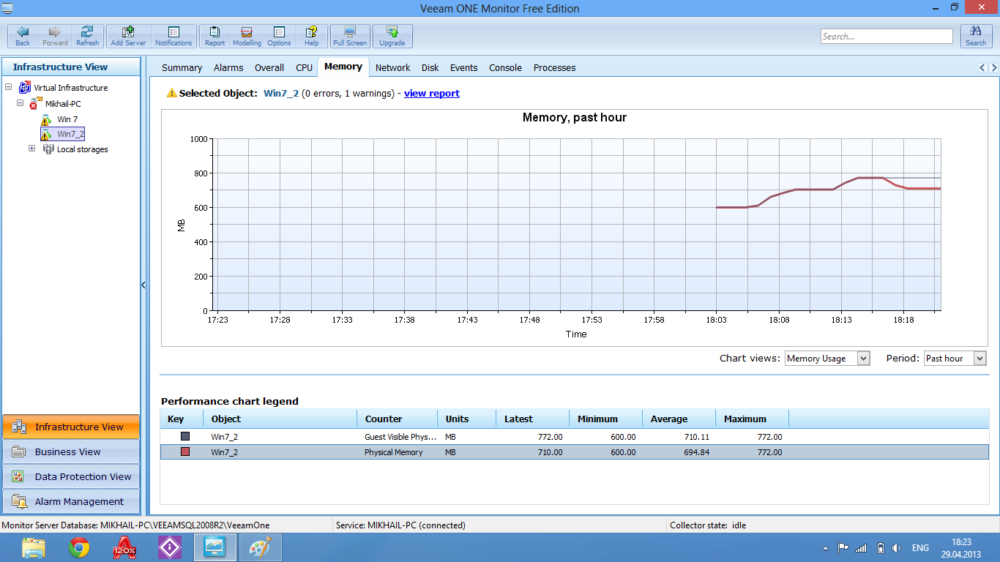 Veeam ONE Monitor Free Edition
Back Forward Refresh Add Server Notifications Report Modelling Options Help Full Screen Upgrade Search... Search
Infrastructure View
Summary Alarms Overall CPU Memory Network Disk Events Console Processes
Virtual Infrastructure
Mikhail-PC
Win 7
Win7_2
Local storages
Selected Object: Win7_2 (0 errors, 1 warnings) - view report
Memory, past hour
1000
800
600
400
200
0
MB
17:23 17:28 17:33 17:38 17:43 17:48 17:53 17:58 18:03 18:08 18:13 18:18
Time
Chart views: Memory Usage Period: Past hour
Performance chart legend
Key Object Counter Units Latest Minimum Average Maximum
Win7_2 Guest Visible Phys... MB 772.00 600.00 710.11 772.00
Win7_2 Physical Memory MB 710.00 600.00 694.84 772.00
Infrastructure View
Business View
Data Protection View
Alarm Management
Monitor Server Database: MIKHAIL-PC\VEEAMSQL2008R2\VeeamOne Service: MIKHAIL-PC (connected) Collector state: idle
120%
ENG
18:23
29.04.2013